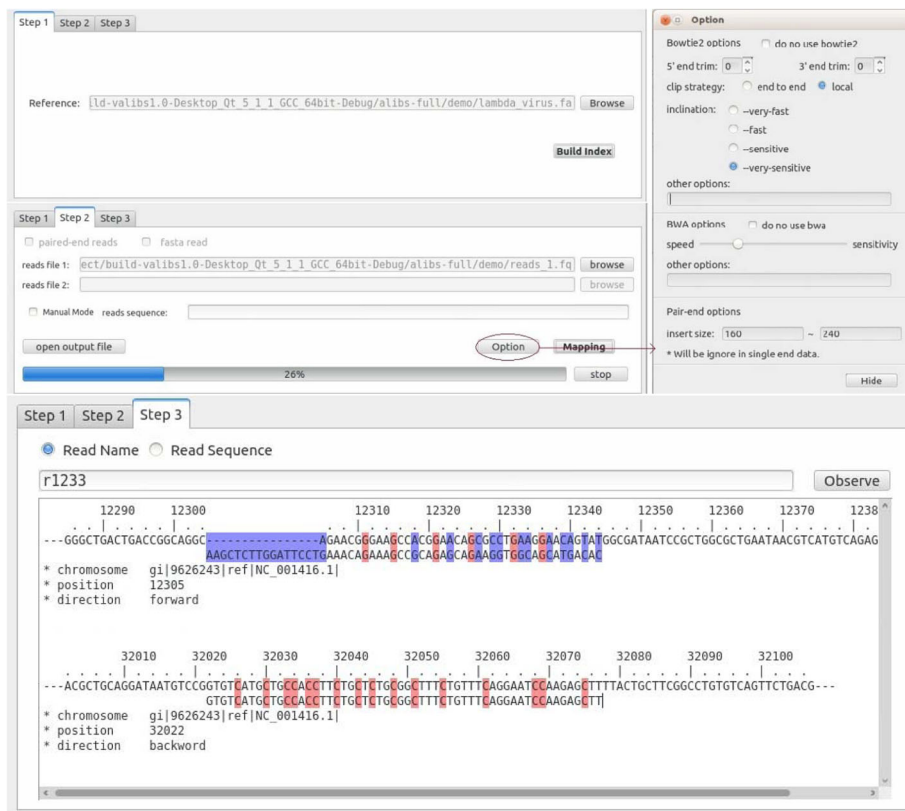 Step 1 Step 2 Step 3
Reference: ld-valibs1.0-Desktop_Qt_5_1_1_GCC_64bit-Debug/alibs-full/demo/lambda_virus.fa Browse
Build Index
Step 1 Step 2 Step 3
paired-end reads fasta read
reads file 1: ect/build-valibs1.0-Desktop_Qt_5_1_1_GCC_64bit-Debug/alibs-full/demo/reads_1.fq browse
reads file 2: browse
Manual Mode reads sequence:
open output file Option Mapping
26% stop
Option
Bowtie2 options do no use bowtie2
5' end trim: 0 3' end trim: 0
clip strategy: end to end local
inclination: --very-fast
--fast
--sensitive
--very-sensitive
other options:
BWA options do no use bwa
speed sensitivity
other options:
Pair-end options
insert size: 160 ~ 240
* Will be ignore in single end data.
Hide
Step 1 Step 2 Step 3
Read Name Read Sequence
r1233 Observe
12290 12300 12310 12320 12330 12340 12350 12360 12370 1238
---GGGCTGACTGACCGGCAGGC----------------AGAACGGGAAGCCACGGAACAGCGCCTGAAGGAACAGTATGGCGATAATCCGCTGGCGCTGAATAACGTCATGTCAGAG
AAGCTCTTGGATTCCTGAAACAGAAAGCCGCAGAGCAGAAGGTGGCAGCATGACAC
* chromosome gi|9626243|ref|NC_001416.1|
* position 12305
* direction forward
32010 32020 32030 32040 32050 32060 32070 32080 32090 32100
---ACGCTGCAGGATAATGTCCGGTGTCATGCTGCCACCTTCTGCTCTGCGGCTTTCTGTTTCAGGAATCCAAGAGCTTTTACTGCTTCGGCCTGTGTCAGTTCTGACG---
GTGTCATGCTGCCACCTTCTGCTCTGCGGCTTTCTGTTTCAGGAATCCAAGAGCTT
* chromosome gi|9626243|ref|NC_001416.1|
* position 32022
* direction backword